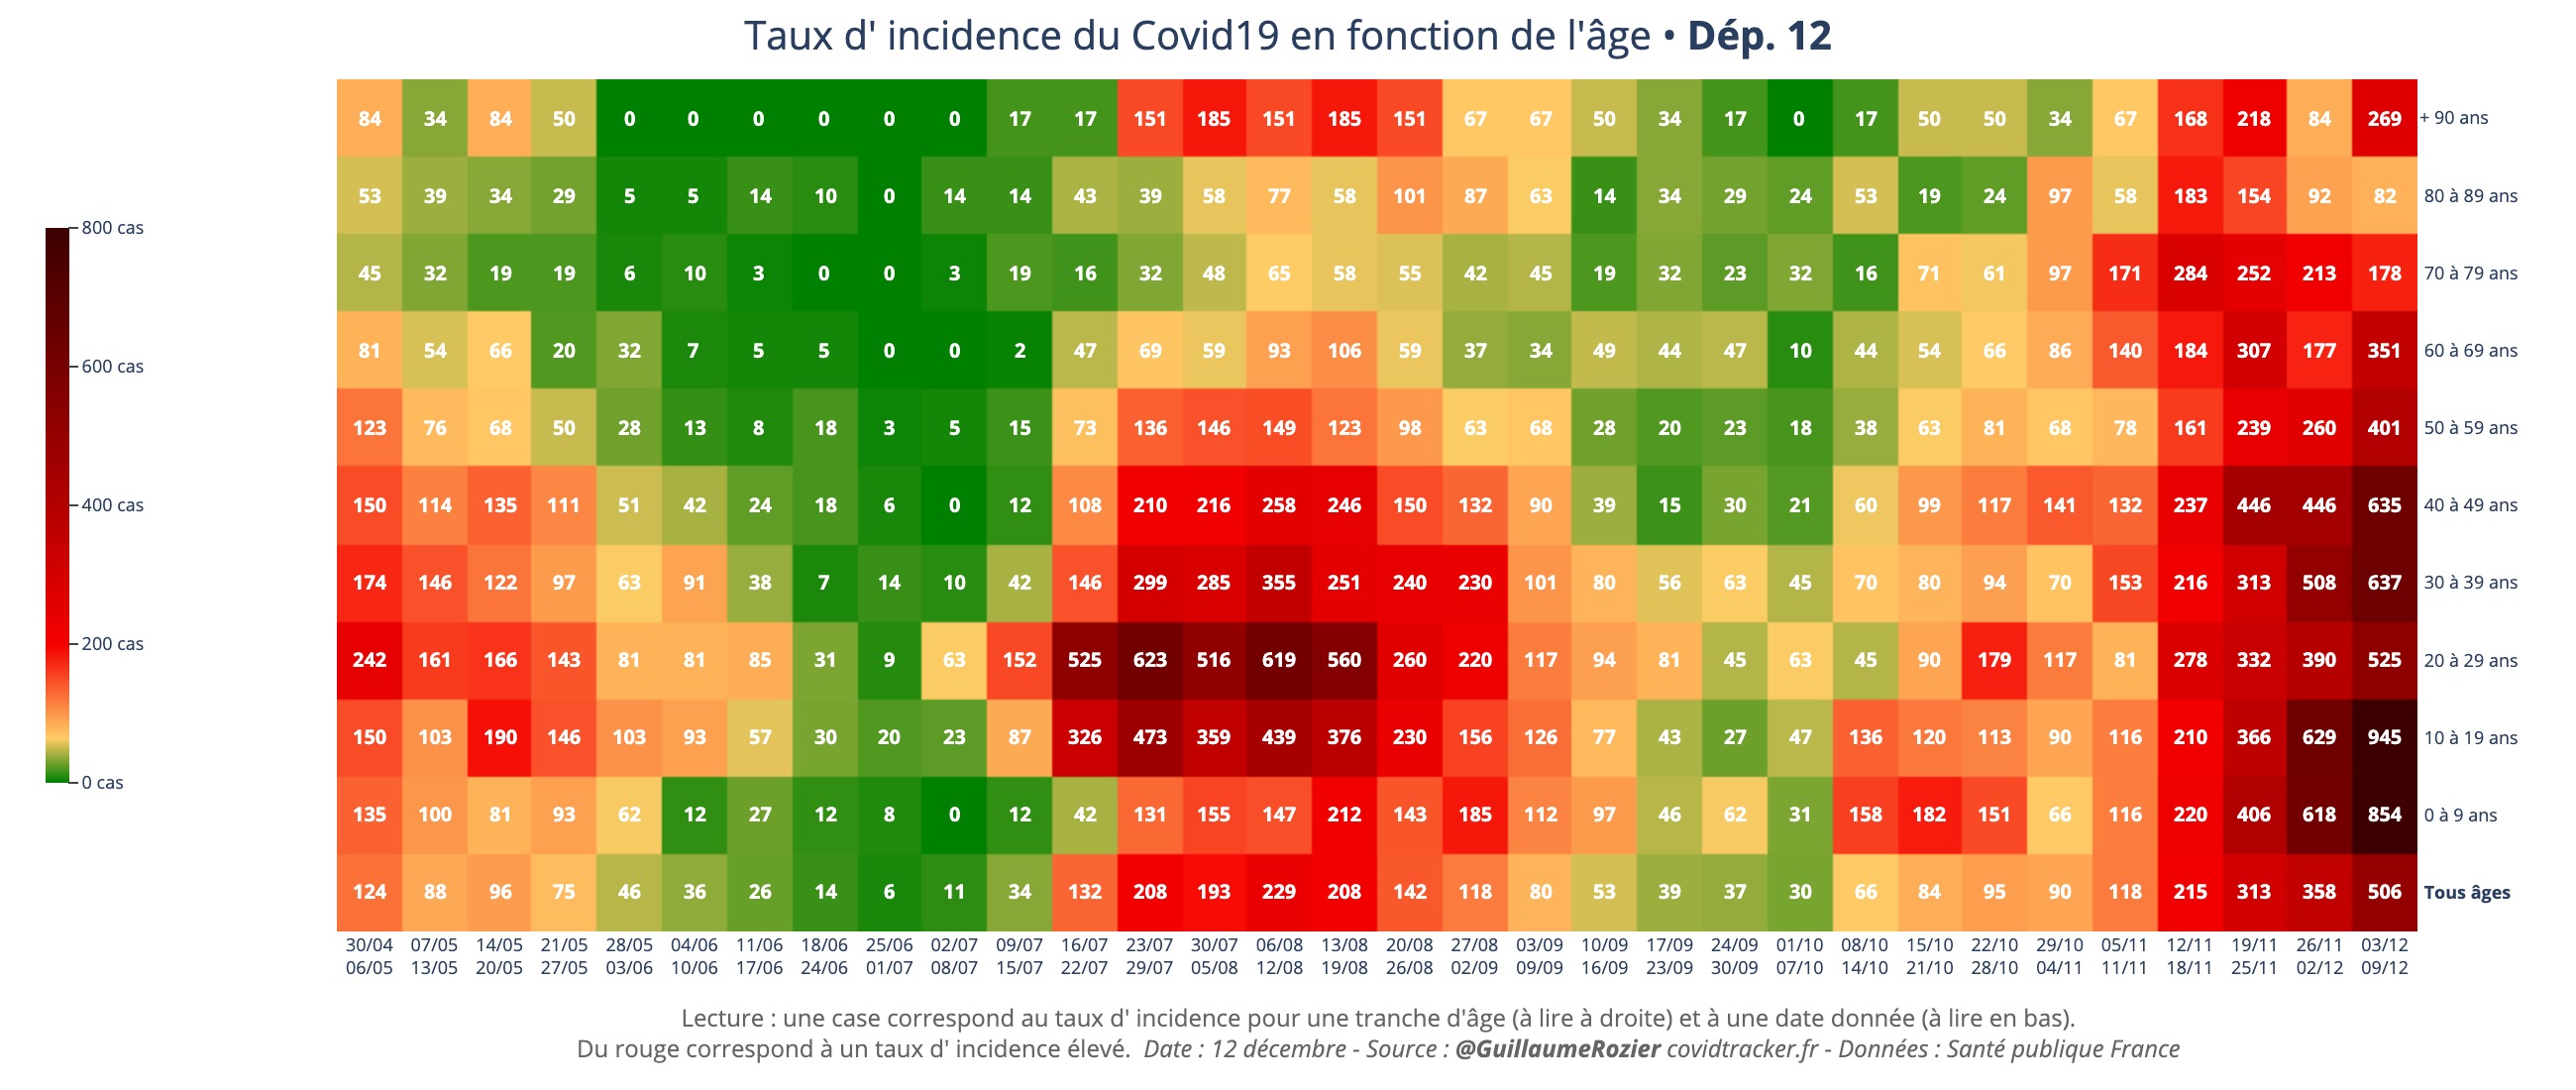 Taux d' incidence du Covid19 en fonction de l'âge • Dép. 12
800 cas
600 cas
400 cas
200 cas
0 cas
84 34 84 50 0 0 0 0 0 0 17 17 151 185 151 185 151 67 67 50 34 17 0 17 50 50 34 67 168 218 84 269 + 90 ans
53 39 34 29 5 5 14 10 0 14 14 43 39 58 77 58 101 87 63 14 34 29 24 53 19 24 97 58 183 154 92 82 80 à 89 ans
45 32 19 19 6 10 3 0 0 3 19 16 32 48 65 58 55 42 45 19 32 23 32 16 71 61 97 171 284 252 213 178 70 à 79 ans
81 54 66 20 32 7 5 5 0 0 2 47 69 59 93 106 59 37 34 49 44 47 10 44 54 66 86 140 184 307 177 351 60 à 69 ans
123 76 68 50 28 13 8 18 3 5 15 73 136 146 149 123 98 63 68 28 20 23 18 38 63 81 68 78 161 239 260 401 50 à 59 ans
150 114 135 111 51 42 24 18 6 0 12 108 210 216 258 246 150 132 90 39 15 30 21 60 99 117 141 132 237 446 446 635 40 à 49 ans
174 146 122 97 63 91 38 7 14 10 42 146 299 285 355 251 240 230 101 80 56 63 45 70 80 94 70 153 216 313 508 637 30 à 39 ans
242 161 166 143 81 81 85 31 9 63 152 525 623 516 619 560 260 220 117 94 81 45 63 45 90 179 117 81 278 332 390 525 20 à 29 ans
150 103 190 146 103 93 57 30 20 23 87 326 473 359 439 376 230 156 126 77 43 27 47 136 120 113 90 116 210 366 629 945 10 à 19 ans
135 100 81 93 62 12 27 12 8 0 12 42 131 155 147 212 143 185 112 97 46 62 31 158 182 151 66 116 220 406 618 854 0 à 9 ans
124 88 96 75 46 36 26 14 6 11 34 132 208 193 229 208 142 118 80 53 39 37 30 66 84 95 90 118 215 313 358 506 Tous âges
30/04 07/05 14/05 21/05 28/05 04/06 11/06 18/06 25/06 02/07 09/07 16/07 23/07 30/07 06/08 13/08 20/08 27/08 03/09 10/09 17/09 24/09 01/10 08/10 15/10 22/10 29/10 05/11 12/11 19/11 26/11 03/12
06/05 13/05 20/05 27/05 03/06 10/06 17/06 24/06 01/07 08/07 15/07 22/07 29/07 05/08 12/08 19/08 26/08 02/09 09/09 16/09 23/09 30/09 07/10 14/10 21/10 28/10 04/11 11/11 18/11 25/11 02/12 09/12
Lecture : une case correspond au taux d' incidence pour une tranche d'âge (à lire à droite) et à une date donnée (à lire en bas).
Du rouge correspond à un taux d' incidence élevé. Date : 12 décembre - Source : @GuillaumeRozier covidtracker.fr - Données : Santé publique France